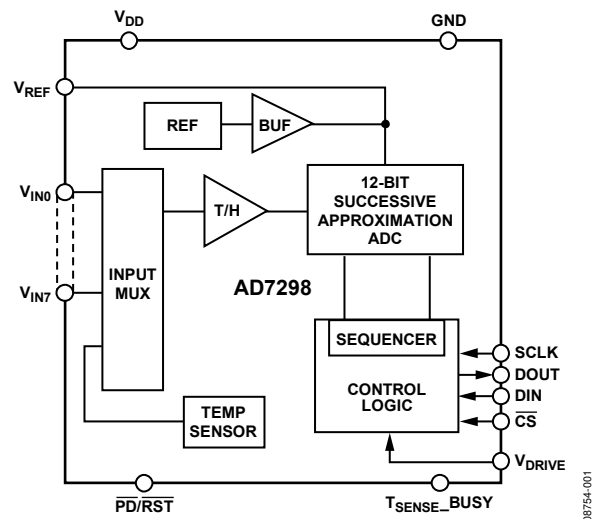 VDD
GND
VREF
REF
BUF
VIN0
T/H
12-BIT
SUCCESSIVE
APPROXIMATION
ADC
INPUT
MUX
AD7298
VIN7
SEQUENCER
SCLK
DOUT
CONTROL
LOGIC
DIN
CS
TEMP
SENSOR
VDRIVE
PD/RST
TSENSE_BUSY
08754-001